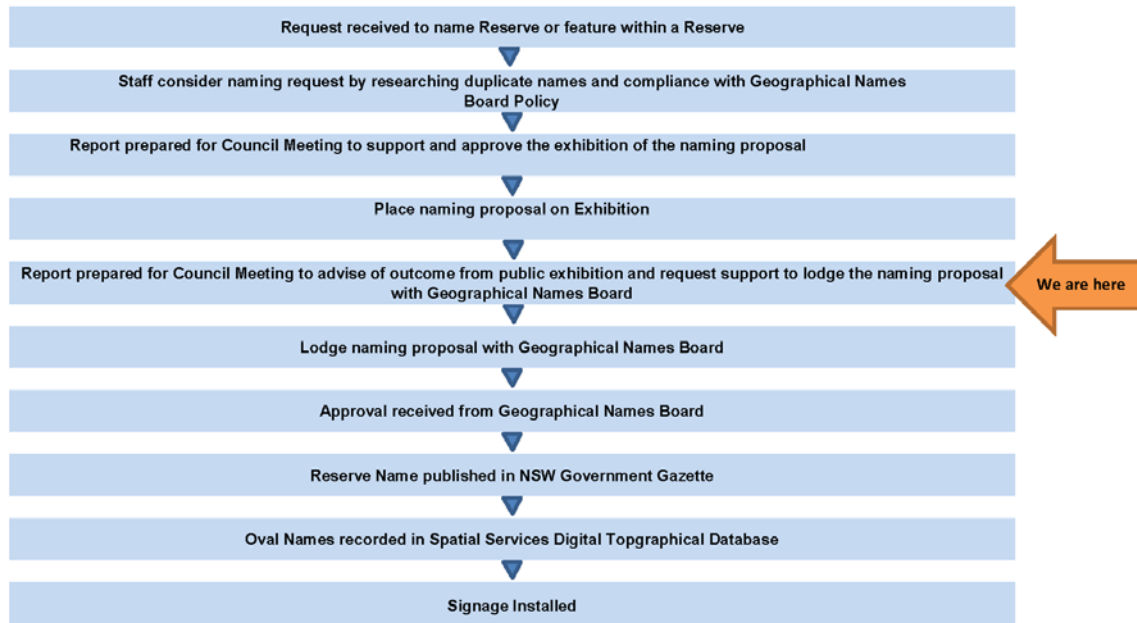 Request received to name Reserve or feature within a Reserve
Staff consider naming request by researching duplicate names and compliance with Geographical Names
Board Policy
Report prepared for Council Meeting to support and approve the exhibition of the naming proposal
Place naming proposal on Exhibition
Report prepared for Council Meeting to advise of outcome from public exhibition and request support to lodge the naming proposal
with Geographical Names Board
We are here
Lodge naming proposal with Geographical Names Board
Approval received from Geographical Names Board
Reserve Name published in NSW Government Gazette
Oval Names recorded in Spatial Services Digital Topgraphical Database
Signage Installed